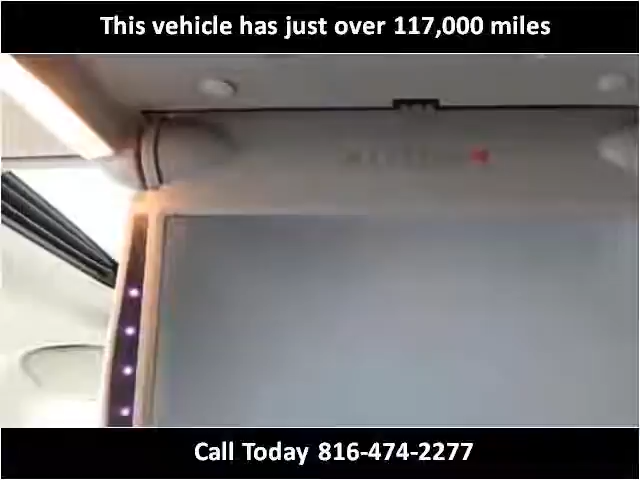 This vehicle has just over 117,000 miles
Call Today 816-474-2277